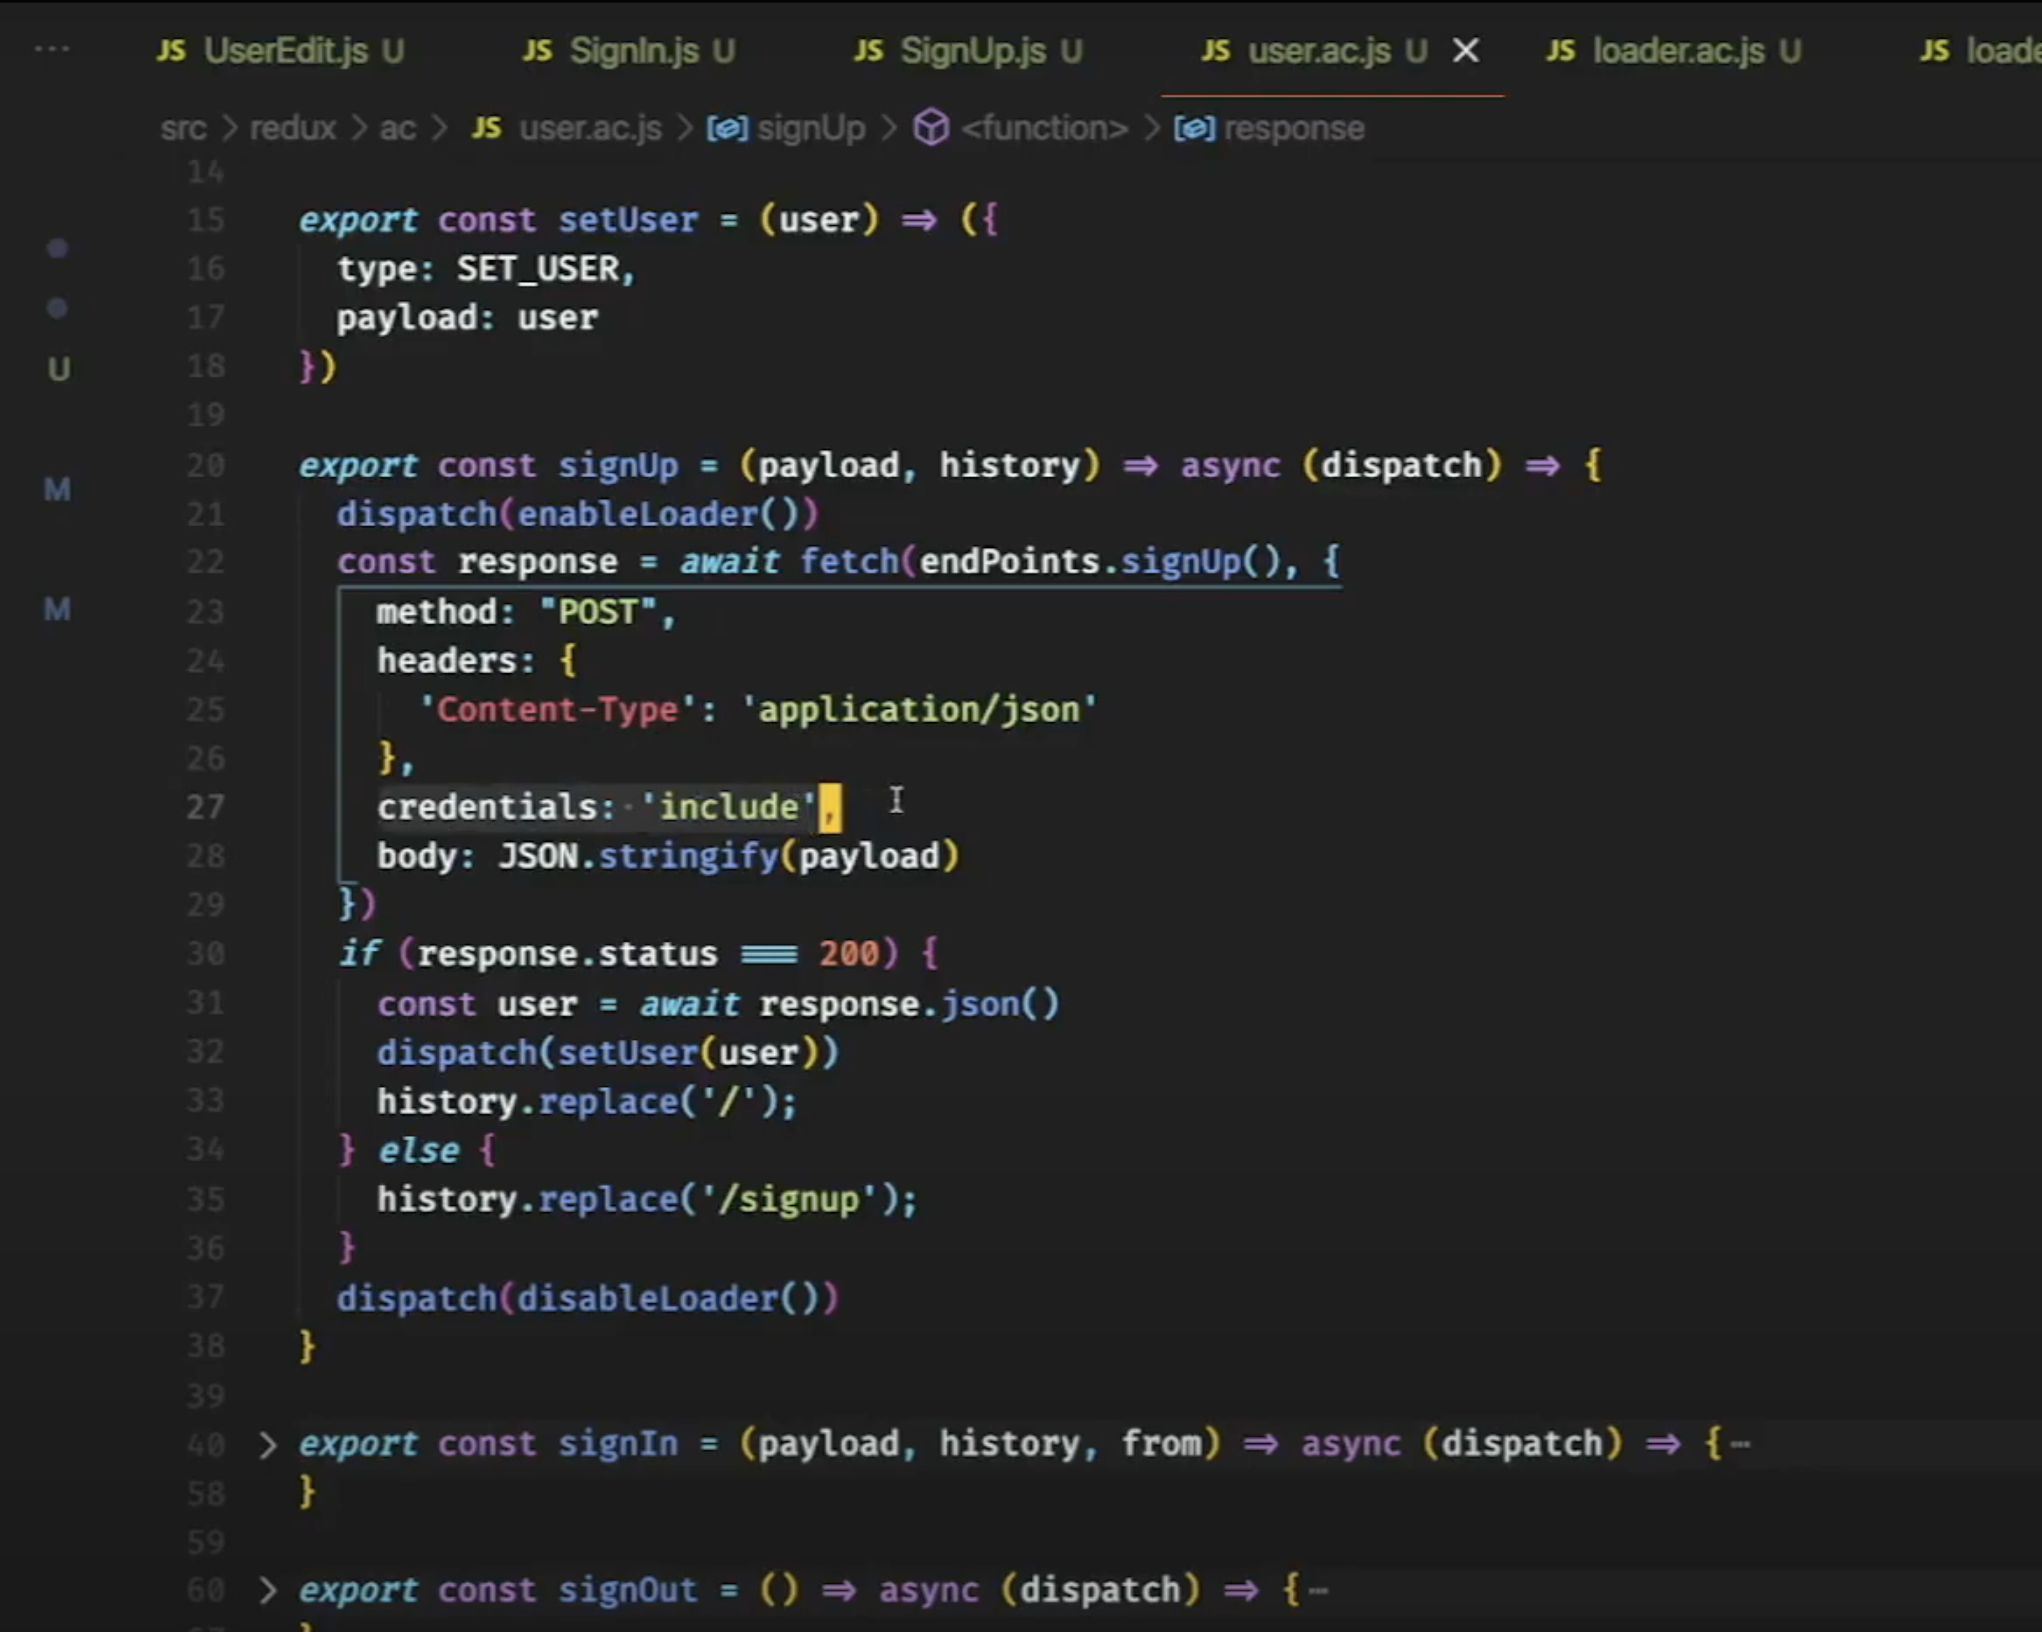 ··· JS UserEdit.js U JS SignIn.js U JS SignUp.js U JS user.ac.js U × JS loader.ac.js U JS loade
src > redux > ac > JS user.ac.js > signUp > <function> > response
14
15 export const setUser = (user) ⇒ ({
16 type: SET_USER,
17 payload: user
U 18 })
19
20 export const signUp = (payload, history) ⇒ async (dispatch) ⇒ {
M
21 dispatch(enableLoader())
22 const response = await fetch(endPoints.signUp(), {
M 23 method: "POST",
24 headers: {
25 'Content-Type': 'application/json'
26 },
27 credentials: 'include',
28 body: JSON.stringify(payload)
29 })
30 if (response.status === 200) {
31 const user = await response.json()
32 dispatch(setUser(user))
33 history.replace('/');
34 } else {
35 history.replace('/signup');
36 }
37 dispatch(disableLoader())
38 }
39
40 > export const signIn = (payload, history, from) ⇒ async (dispatch) ⇒ {···
58 }
59
60 > export const signOut = () ⇒ async (dispatch) ⇒ {···